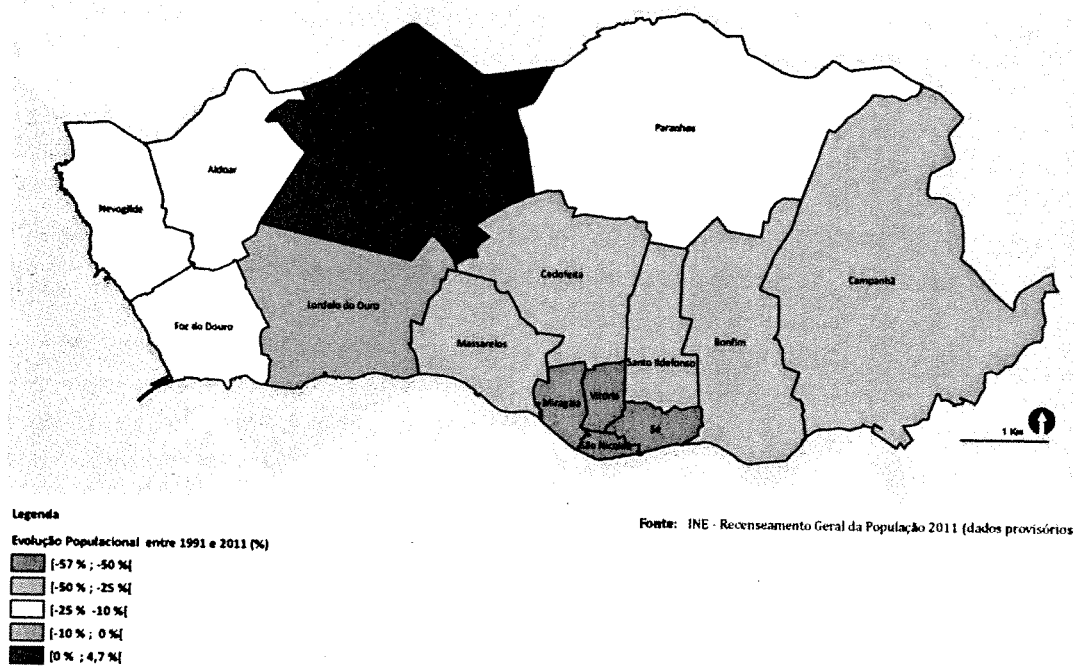 Paranhos
Aldoar
Nevogilde
Campanhã
Cedofeita
Lordelo do Ouro
Foz do Douro
Massarelos
Bonfim
Santo Ildefonso
Vitória
Miragaia
Sé
São Nicolau
1 Km
Legenda
Fonte: INE - Recenseamento Geral da População 2011 (dados provisórios
Evolução Populacional entre 1991 e 2011 (%)
[-57 % ; -50 %[
[-50 % ; -25 %[
[-25 % -10 %[
[-10 % ; 0 %[
[0 % ; 4,7 %[